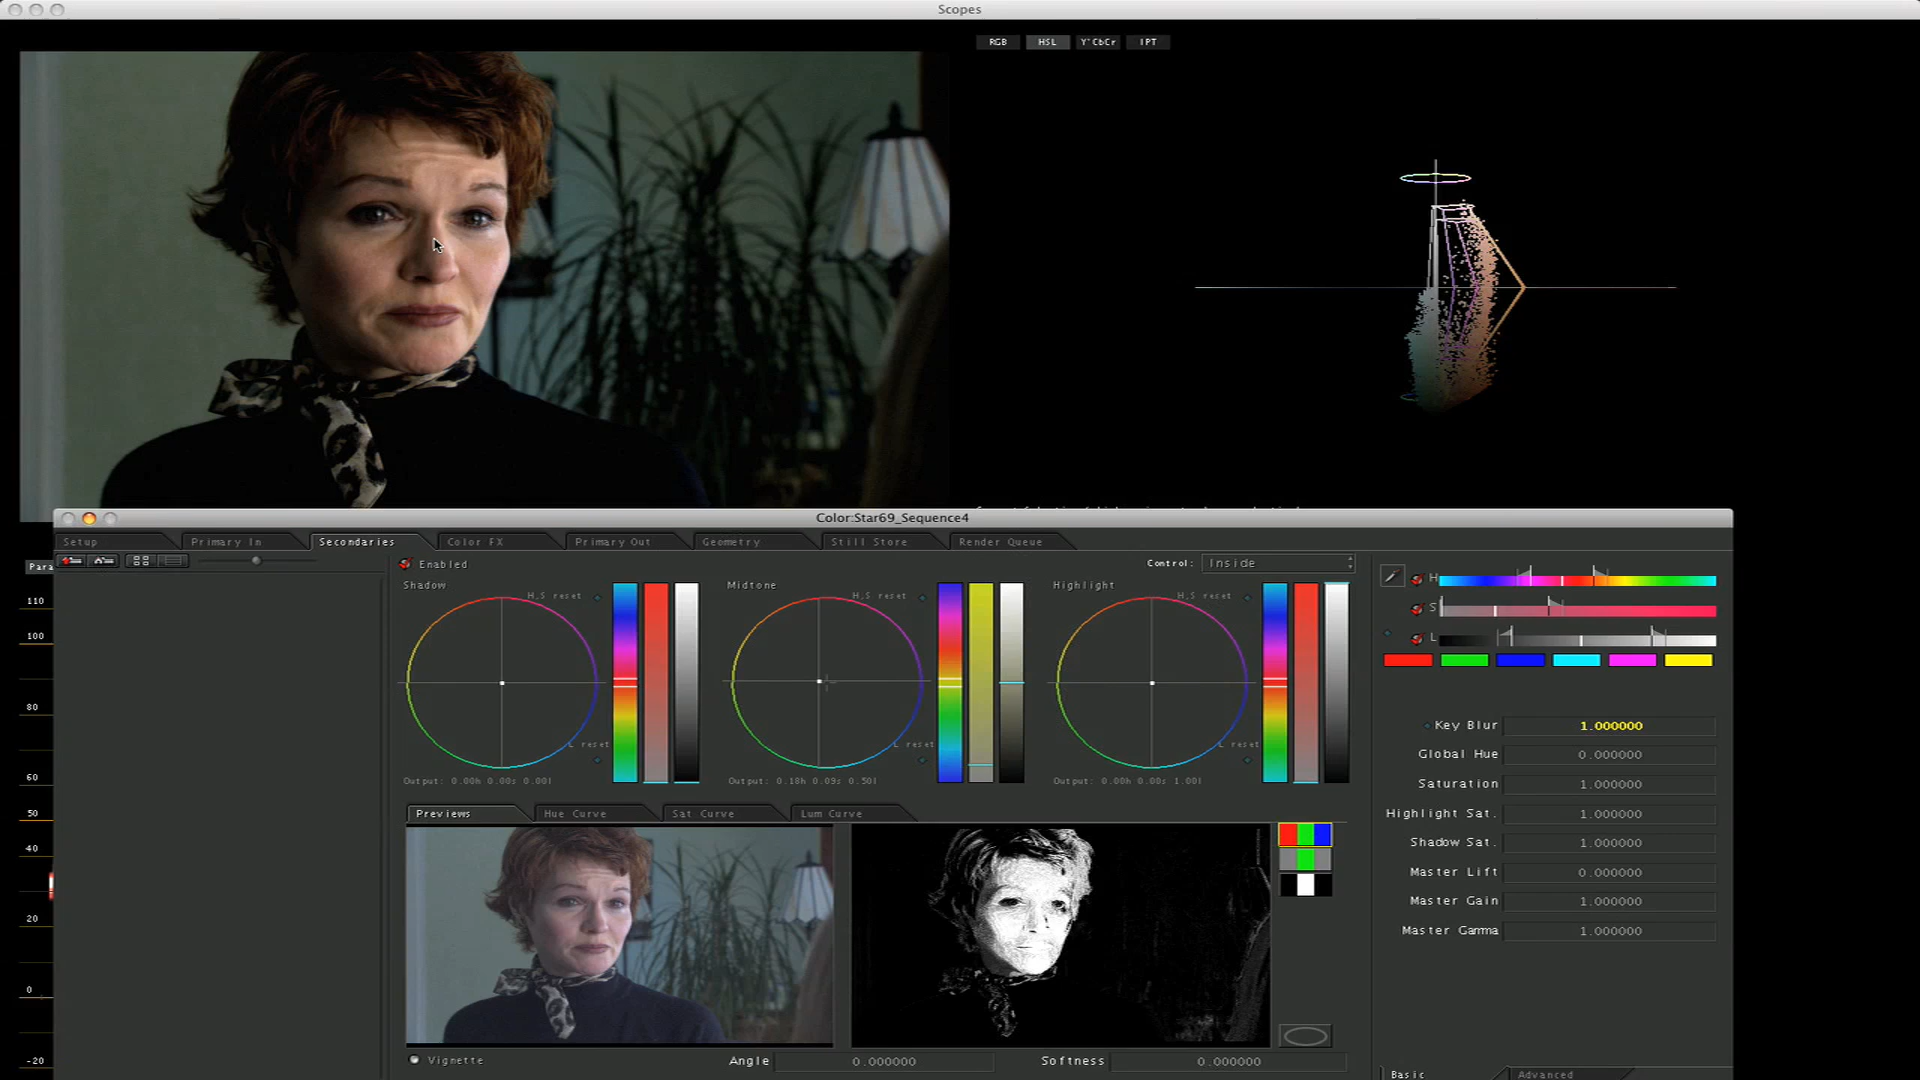 Scopes
RGB HSL Y'CbCr IPT
Color:Star69_Sequence4
Setup Primary In Secondaries Color FX Primary Out Geometry Still Store Render Queue
Para
Enabled
Control: Inside
Shadow
H,S reset
Midtone
H,S reset
Highlight
H,S reset
H
S
L
L reset
L reset
L reset
Output: 0.00h 0.00s 0.00l
Output: 0.18h 0.09s 0.50l
Output: 0.00h 0.00s 1.00l
110
100
80
60
50
40
20
0
-20
Key Blur 1.000000
Global Hue 0.000000
Saturation 1.000000
Highlight Sat. 1.000000
Shadow Sat. 1.000000
Master Lift 0.000000
Master Gain 1.000000
Master Gamma 1.000000
Previews Hue Curve Sat Curve Lum Curve
Vignette Angle 0.000000 Softness 0.000000
Basic Advanced